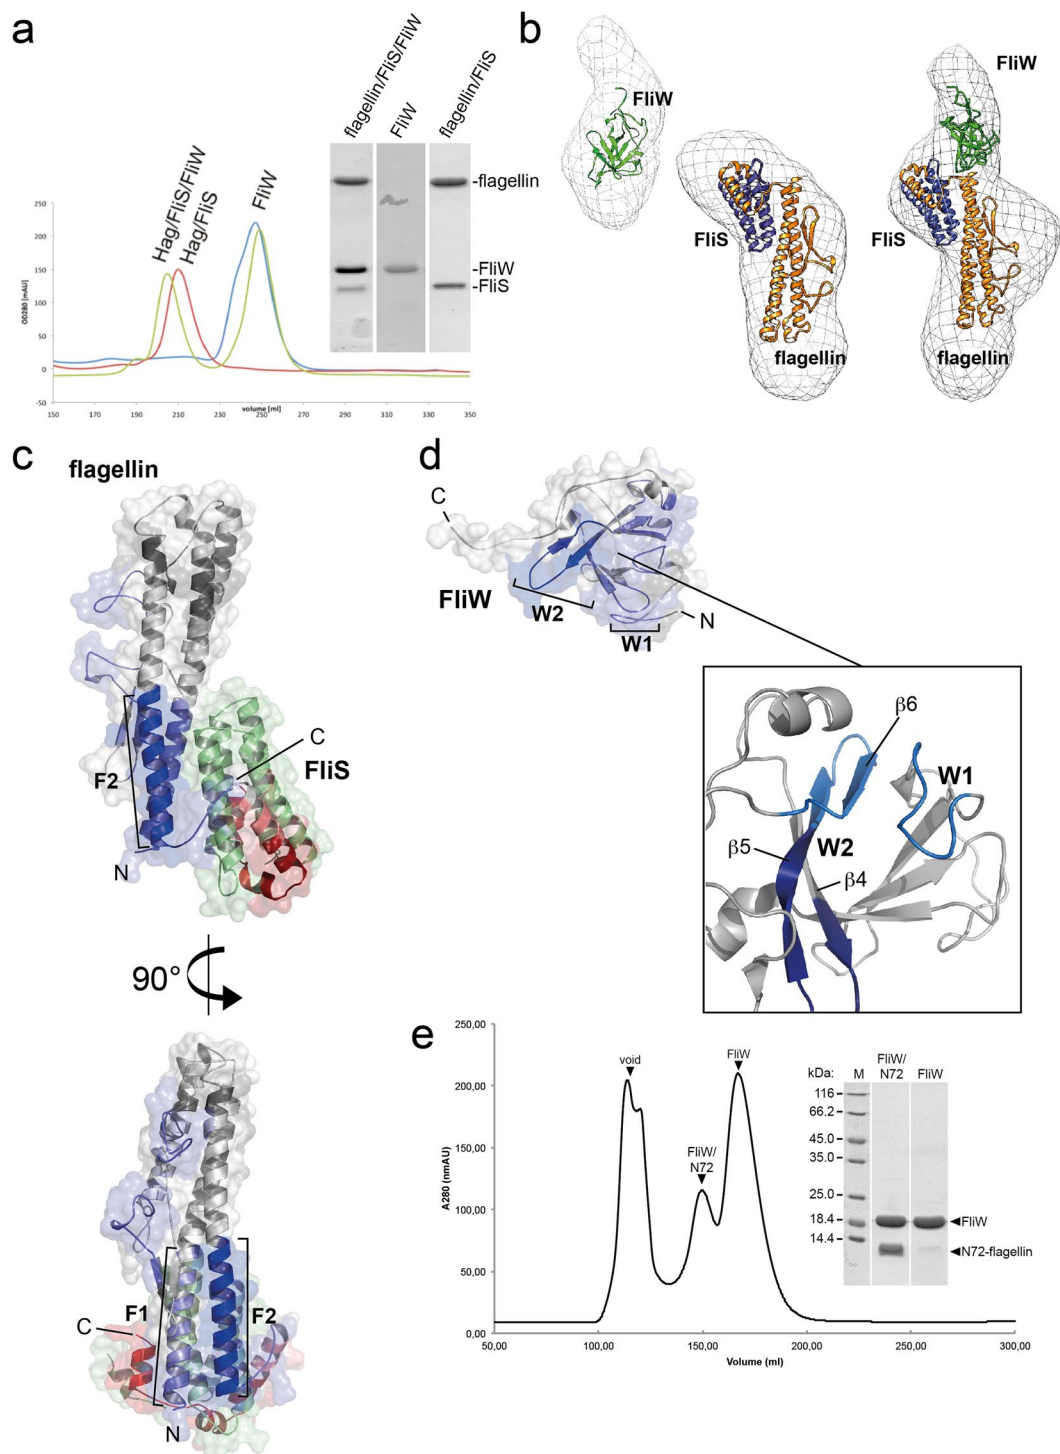 a
flagellin/FliS/FliW
FliW
flagellin/FliS
-flagellin
-FliW
-FliS
Hag/FliS/FliW
Hag/FliS
FliW
OD280 [mAU]
250
200
150
100
50
0
-50
volume [ml]
150 170 190 210 230 250 270 290 310 330 350
b
FliW
FliS
flagellin
FliW
FliS
flagellin
c
flagellin
F2
C
FliS
N
90°
F1
F2
C
N
d
C
FliW
W2
W1
N
β6
W1
β5
W2
β4
e
250,00
200,00
150,00
100,00
50,00
0,00
A280 (nmAU)
void
FliW/
N72
FliW
50,00 100,00 150,00 200,00 250,00 300,00
Volume (ml)
kDa: M FliW/
N72 FliW
116
66.2
45.0
35.0
25.0
18.4
14.4
FliW
N72-flagellin